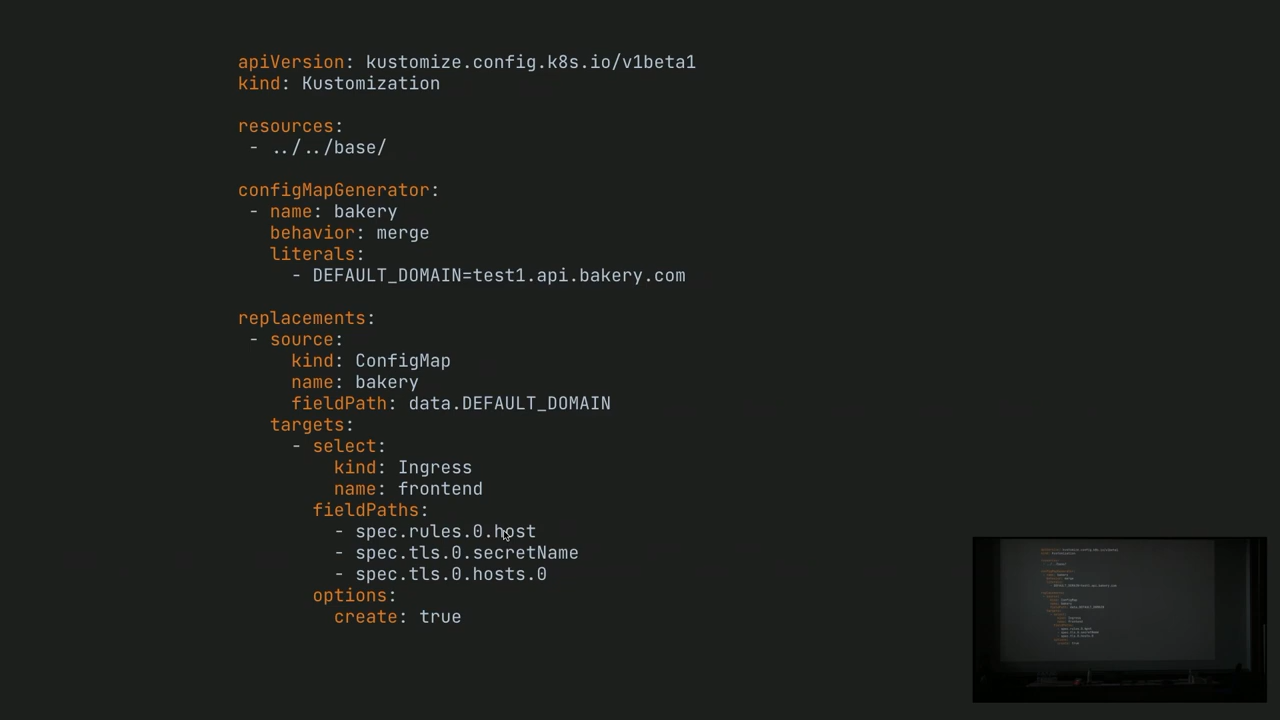 apiVersion: kustomize.config.k8s.io/v1beta1
kind: Kustomization
resources:
- ../../base/
configMapGenerator:
- name: bakery
behavior: merge
literals:
- DEFAULT_DOMAIN=test1.api.bakery.com
replacements:
- source:
kind: ConfigMap
name: bakery
fieldPath: data.DEFAULT_DOMAIN
targets:
- select:
kind: Ingress
name: frontend
fieldPaths:
- spec.rules.0.host
- spec.tls.0.secretName
- spec.tls.0.hosts.0
options:
create: true